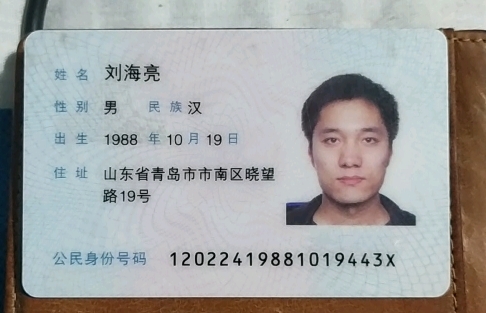 姓名 刘海亮
性别 男 民族 汉
出生 1988 年 10 月 19 日
住址 山东省青岛市市南区晓望
路19号
公民身份号码 12022419881019443X